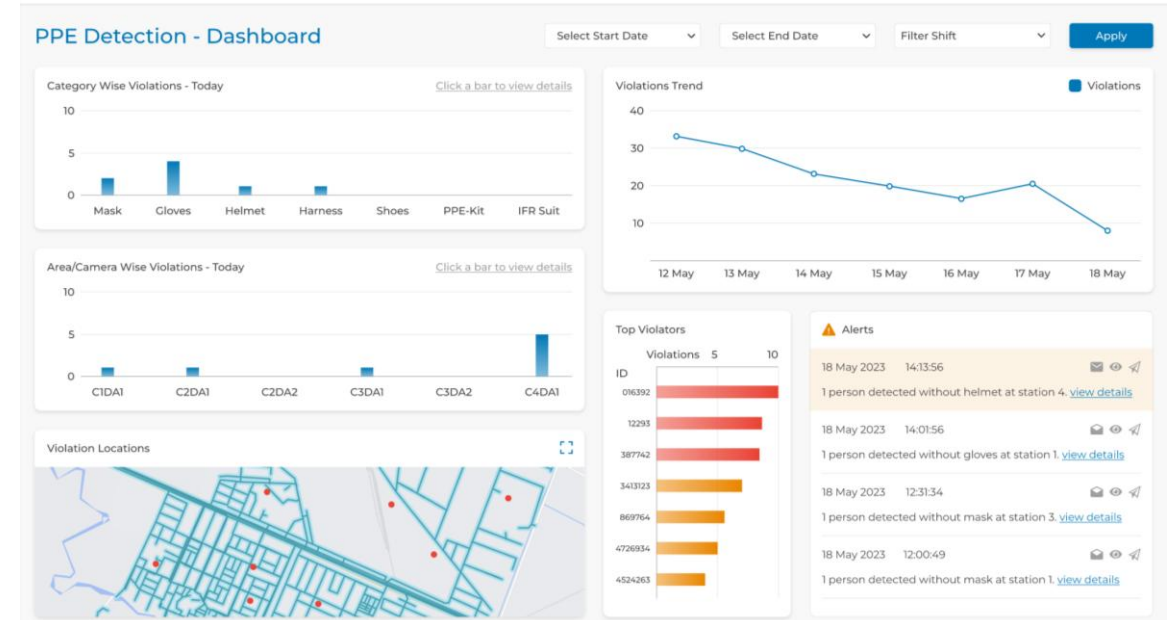 PPE Detection - Dashboard
Select Start Date
Select End Date
Filter Shift
Apply
Category Wise Violations - Today
Click a bar to view details
10
5
0
Mask Gloves Helmet Harness Shoes PPE-Kit IFR Suit
Area/Camera Wise Violations - Today
Click a bar to view details
10
5
0
C1DA1 C2DA1 C2DA2 C3DA1 C3DA2 C4DA1
Violation Locations
Violations Trend
Violations
40
30
20
10
12 May 13 May 14 May 15 May 16 May 17 May 18 May
Top Violators
Violations 5 10
ID
016392
12293
387742
3413123
869764
4726934
4524263
Alerts
18 May 2023 14:13:56
1 person detected without helmet at station 4. view details
18 May 2023 14:01:56
1 person detected without gloves at station 1. view details
18 May 2023 12:31:34
1 person detected without mask at station 3. view details
18 May 2023 12:00:49
1 person detected without mask at station 1. view details